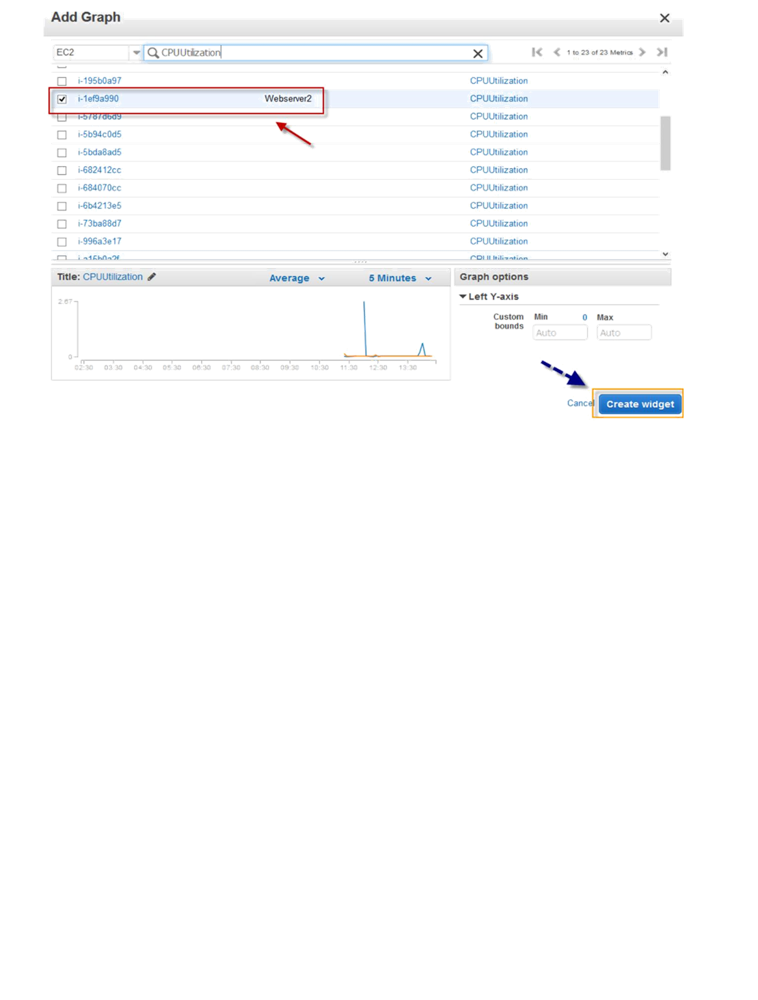 Add Graph
EC2 CPUUtilization 1 to 23 of 23 Metrics
i-195b0a97 CPUUtilization
i-1ef9a990 Webserver2 CPUUtilization
i-5787d6d9 CPUUtilization
i-5b94c0d5 CPUUtilization
i-5bda8ad5 CPUUtilization
i-682412cc CPUUtilization
i-684070cc CPUUtilization
i-6b4213e5 CPUUtilization
i-73ba88d7 CPUUtilization
i-996a3e17 CPUUtilization
i-a16b0a2f CPUUtilization
Title: CPUUtilization Average 5 Minutes Graph options
Left Y-axis
2.67
Custom bounds Min 0 Max
Auto Auto
0
02:30 03:30 04:30 05:30 06:30 07:30 08:30 09:30 10:30 11:30 12:30 13:30
Cancel Create widget